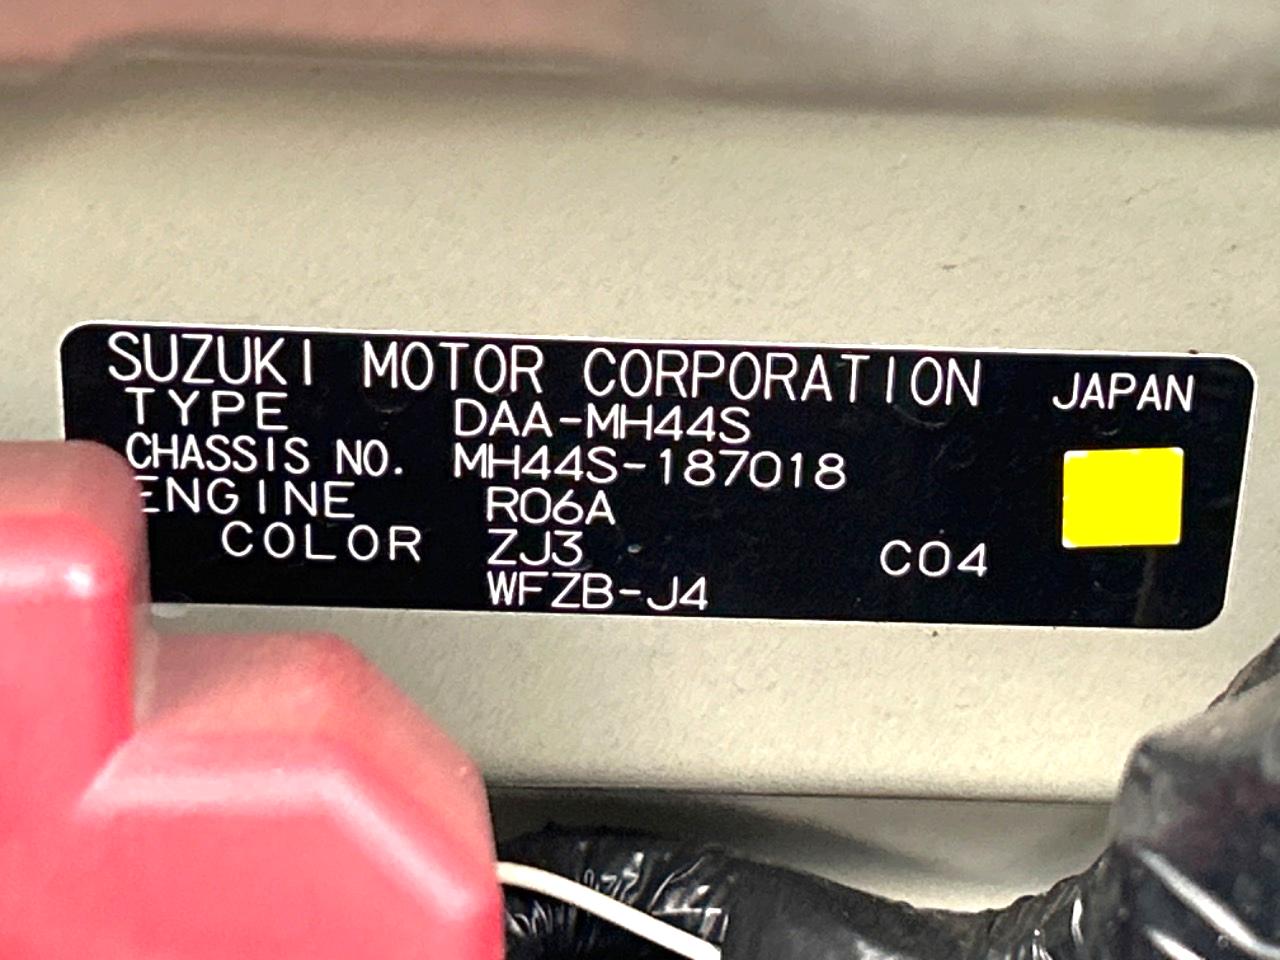 SUZUKI MOTOR CORPORATION JAPAN
TYPE DAA-MH44S
CHASSIS NO. MH44S-187018
ENGINE R06A
COLOR ZJ3 C04
WFZB-J4